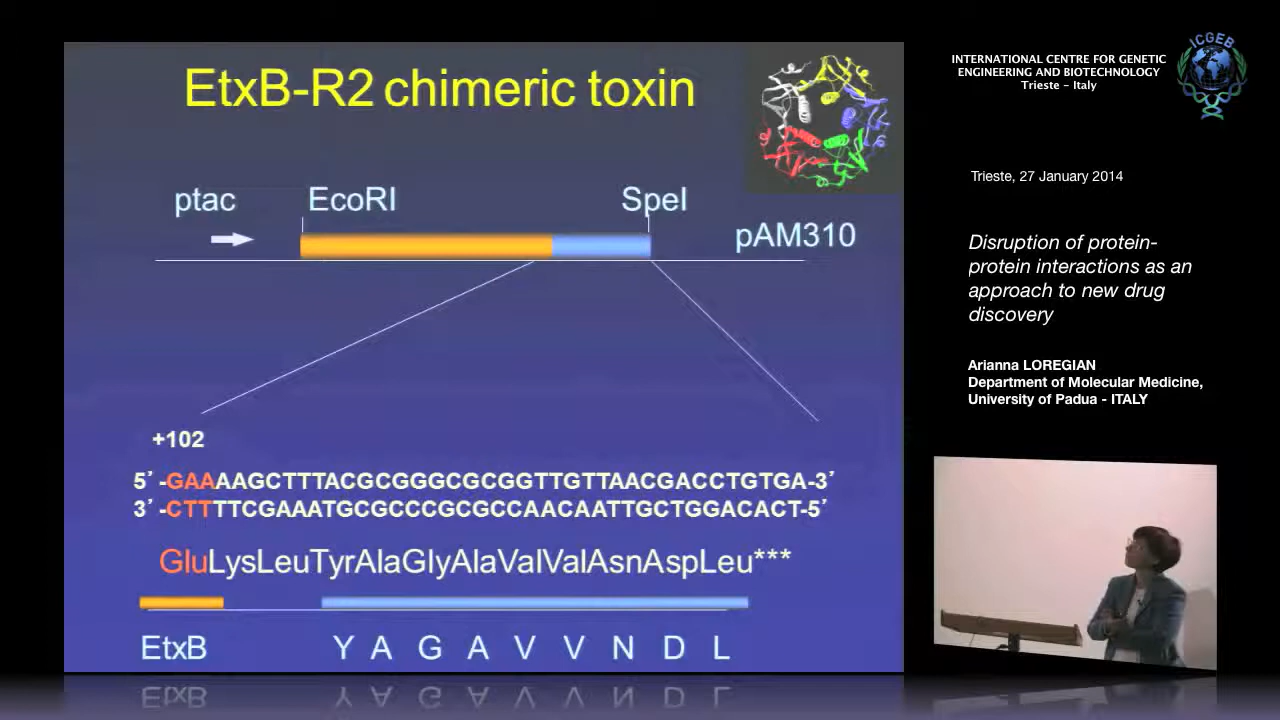 EtxB-R2 chimeric toxin
ptac
EcoRI
SpeI
pAM310
+102
5’ -GAAAAGCTTTACGCGGGCGCGGTTGTTAACGACCTGTGA-3’
3’ -CTTTTCGAAATGCGCCCGCGCCAACAATTGCTGGACACT-5’
GluLysLeuTyrAlaGlyAlaValValAsnAspLeu***
EtxB
Y A G A V V N D L
ICGEB
INTERNATIONAL CENTRE FOR GENETIC
ENGINEERING AND BIOTECHNOLOGY
Trieste - Italy
Trieste, 27 January 2014
Disruption of protein-
protein interactions as an
approach to new drug
discovery
Arianna LOREGIAN
Department of Molecular Medicine,
University of Padua - ITALY